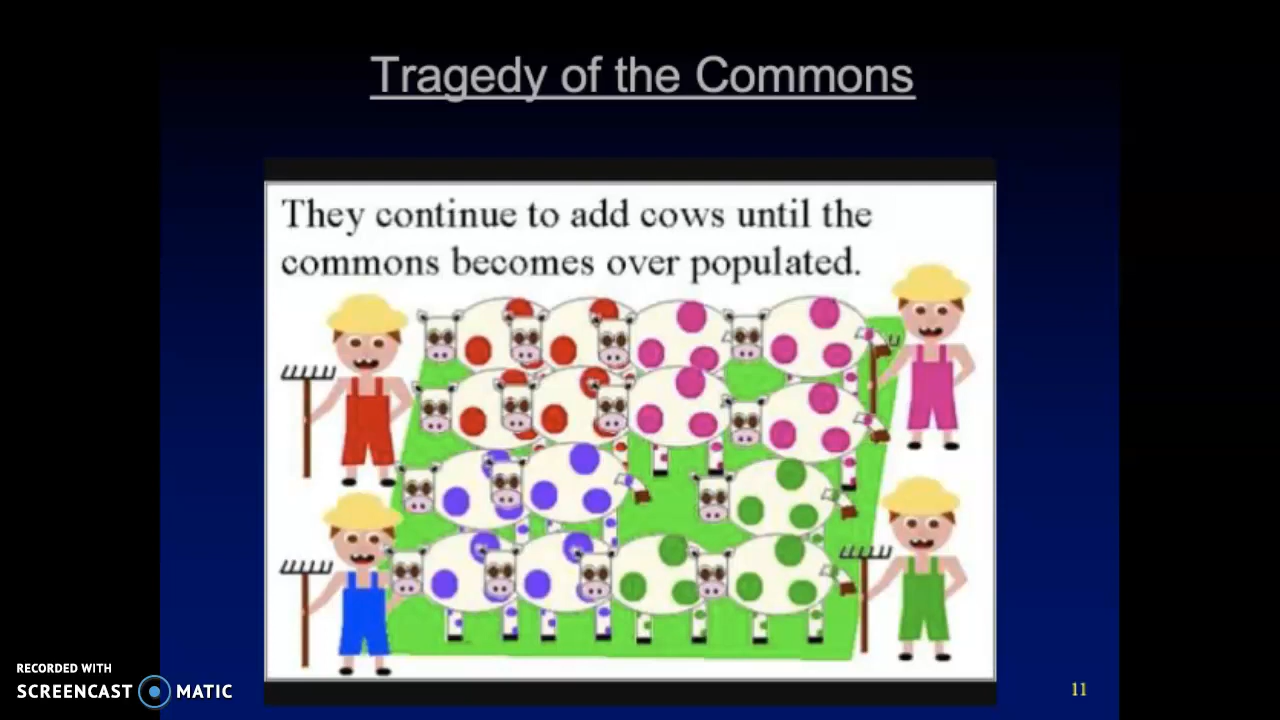 Tragedy of the Commons
They continue to add cows until the
commons becomes over populated.
RECORDED WITH
SCREENCAST MATIC
11